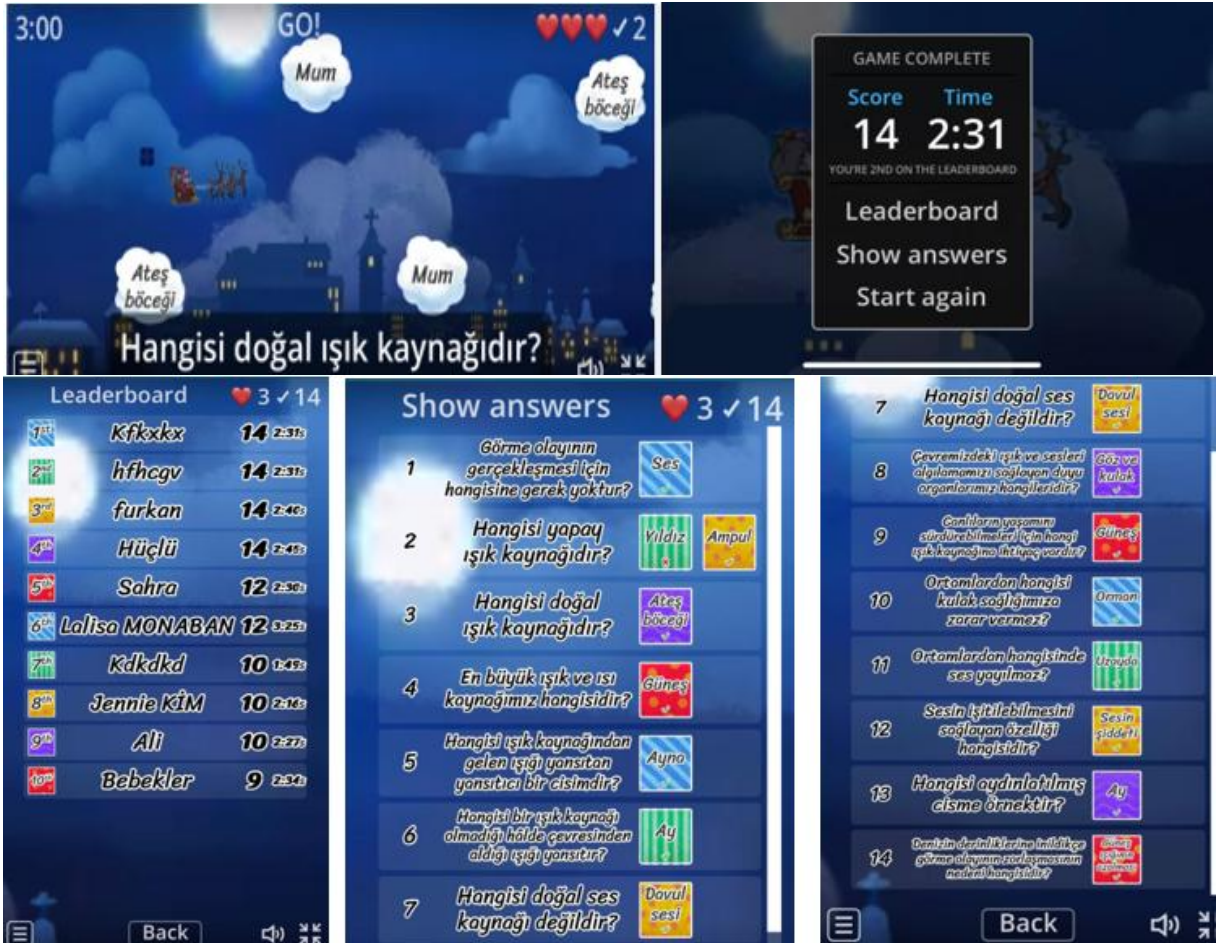 3:00
GO!
2
Mum
Ateş
böceği
Ateş
böceği
Mum
Hangisi doğal ışık kaynağıdır?
GAME COMPLETE
Score
Time
14
2:31
YOU'RE 2ND ON THE LEADERBOARD
Leaderboard
Show answers
Start again
Leaderboard
3 ✓ 14
1st Kfkxkx 14 2:31s
2nd hfhcgv 14 2:31s
3rd furkan 14 2:40s
4th Hüçlü 14 2:45s
5th Sahra 12 2:30s
6th Lalisa MONABAN 12 3:25s
7th Kdkdkd 10 1:49s
8th Jennie KİM 10 2:16s
9th Ali 10 2:27s
10th Bebekler 9 2:34s
Back
Show answers
3 ✓ 14
1
Görme olayının
gerçekleşmesi için
hangisine gerek yoktur?
Ses
2
Hangisi yapay
ışık kaynağıdır?
Yıldız
Ampul
3
Hangisi doğal
ışık kaynağıdır?
Ateş
böceği
4
En büyük ışık ve ısı
kaynağımız hangisidir?
Güneş
5
Hangisi ışık kaynağından
gelen ışığı yansıtan
yansıtıcı bir cisimdir?
Ayna
6
Hangisi bir ışık kaynağı
olmadığı hâlde çevresinden
aldığı ışığı yansıtır?
Ay
7
Hangisi doğal ses
kaynağı değildir?
Davul
sesi
7
Hangisi doğal ses
kaynağı değildir?
Davul
sesi
8
Çevremizdeki ışık ve sesleri
algılamamızı sağlayan duyu
organlarımız hangileridir?
Göz ve
kulak
9
Canlıların yaşamını
sürdürebilmeleri için hangi
ışık kaynağına ihtiyaç vardır?
Güneş
10
Ortamlardan hangisi
kulak sağlığımıza
zarar vermez?
Orman
11
Ortamlardan hangisinde
ses yayılmaz?
Uzayda
12
Sesin işitilebilmesini
sağlayan özelliği
hangisidir?
Sesin
şiddeti
13
Hangisi aydınlatılmış
cisme örnektir?
Ay
14
Denizin derinliklerine inildikçe
görme olayının zorlaşmasının
nedeni hangisidir?
Güneş
ışığının
azalması
Back